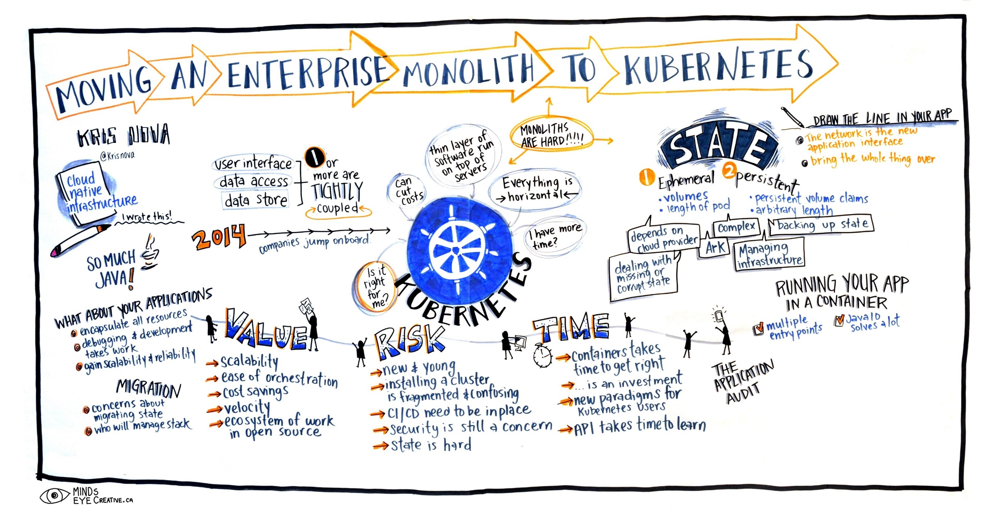 MOVING AN ENTERPRISE MONOLITH TO KUBERNETES
KRIS NOVA
@Krisnova
Cloud
native
infrastructure
I wrote this!
SO MUCH
JAVA!
user interface
data access
data store
1 or
more are
TIGHTLY
coupled
2014
companies jump onboard.
can
cut
costs
thin layer of
software run
on top of
servers
MONOLITHS
ARE HARD!!!!!
Everything is
horizontal
I have more
time?
Is it
right
for
me?
KUBERNETES
STATE
1 Ephemeral
• volumes
• length of pod
2 persistent
• persistent volume claims
• arbitrary length
depends on
cloud provider
complex
backing up state
Ark
Managing
infrastructure
dealing with
missing or
corrupt state
DRAW THE LINE IN YOUR APP
The network is the new
application interface
bring the whole thing over
WHAT ABOUT YOUR APPLICATIONS
encapsulate all resources
debugging & development
takes work
gain scalability & reliability
MIGRATION
concerns about
migrating state
who will manage stack
VALUE
→ scalability
→ ease of orchestration
→ cost savings
→ velocity
→ ecosystem of work
in open source
RISK
→ new & young
→ installing a cluster
is fragmented & confusing
→ CI/CD need to be in place
→ Security is still a concern
→ State is hard
TIME
→ containers takes
time to get right
→ ... is an investment
→ new paradigms for
Kubernetes users
→ API takes time to learn
RUNNING YOUR APP
IN A CONTAINER
multiple
entry points
Java 10
solves a lot
THE
APPLICATION
AUDIT
MINDS
EYE CREATIVE.CA